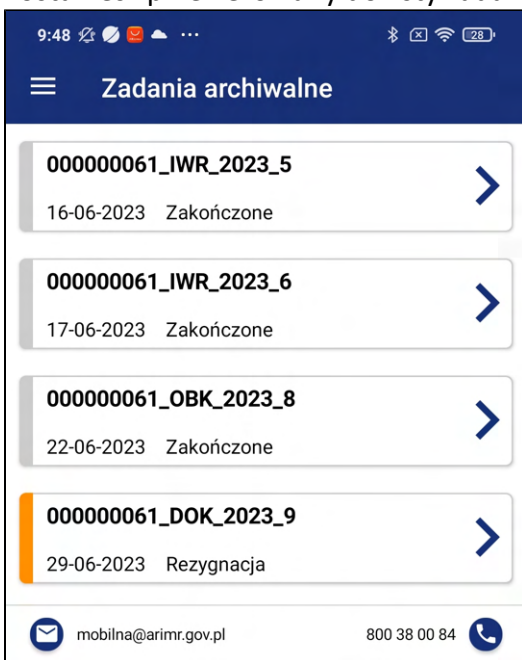 9:48 28
Zadania archiwalne
000000061_IWR_2023_5
16-06-2023 Zakończone
000000061_IWR_2023_6
17-06-2023 Zakończone
000000061_OBK_2023_8
22-06-2023 Zakończone
000000061_DOK_2023_9
29-06-2023 Rezygnacja
mobilna@arimr.gov.pl 800 38 00 84